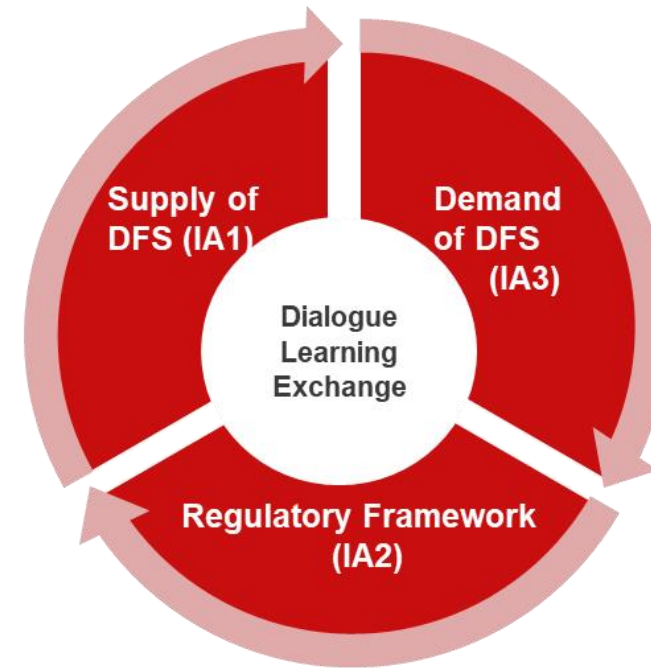 Supply of
DFS (IA1)
Demand
of DFS
(IA3)
Dialogue
Learning
Exchange
Regulatory Framework
(IA2)